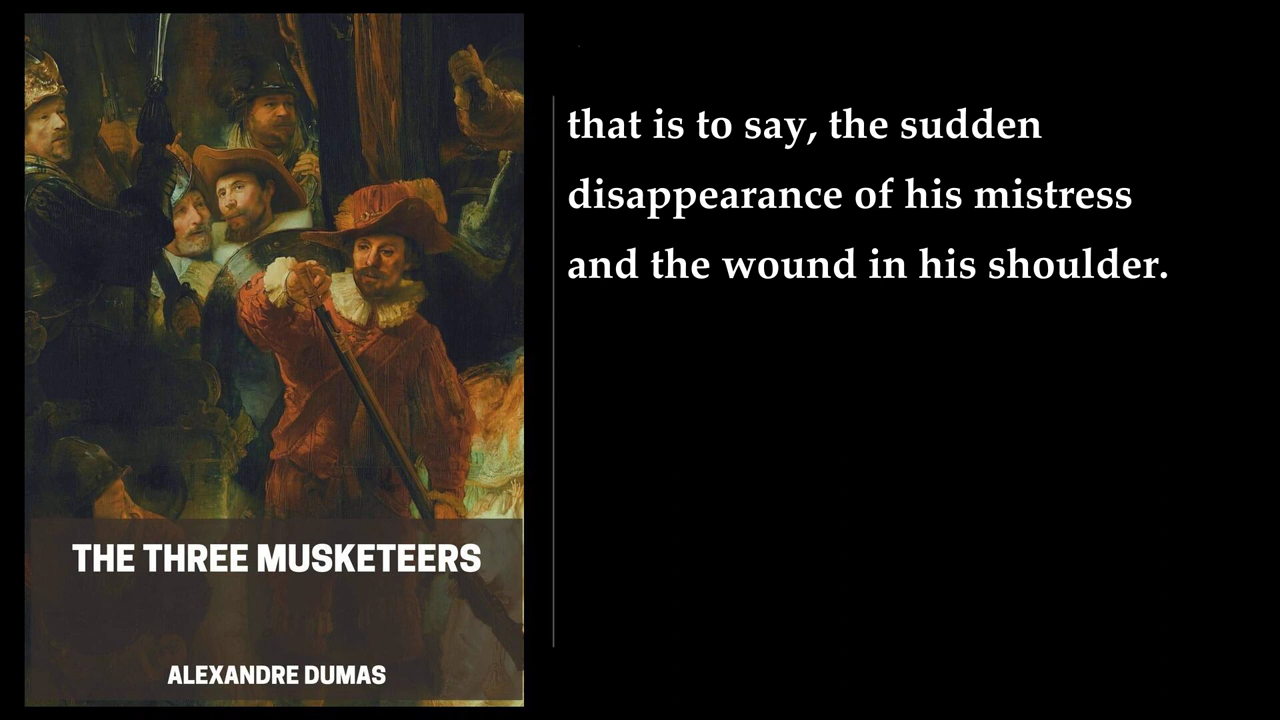 THE THREE MUSKETEERS
ALEXANDRE DUMAS
that is to say, the sudden
disappearance of his mistress
and the wound in his shoulder.